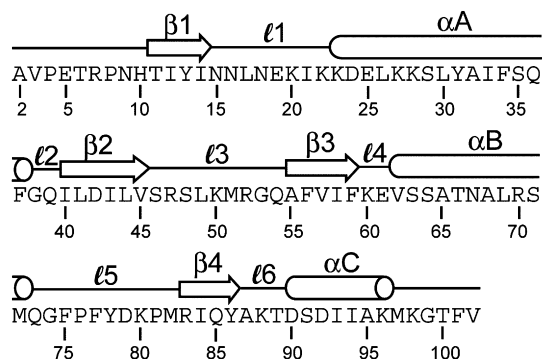 β1 ℓ1 αA
AVPETRPNHTIYINNLNEKIKKDELKKSLYAIFSQ
2 5 10 15 20 25 30 35
ℓ2 β2 ℓ3 β3 ℓ4 αB
FGQILDILVSRSLKMRGQAFVIFKEVSSATNALRS
40 45 50 55 60 65 70
ℓ5 β4 ℓ6 αC
MQGFPFYDKPMRIQYAKTDSDIIAKMKGTFV
75 80 85 90 95 100